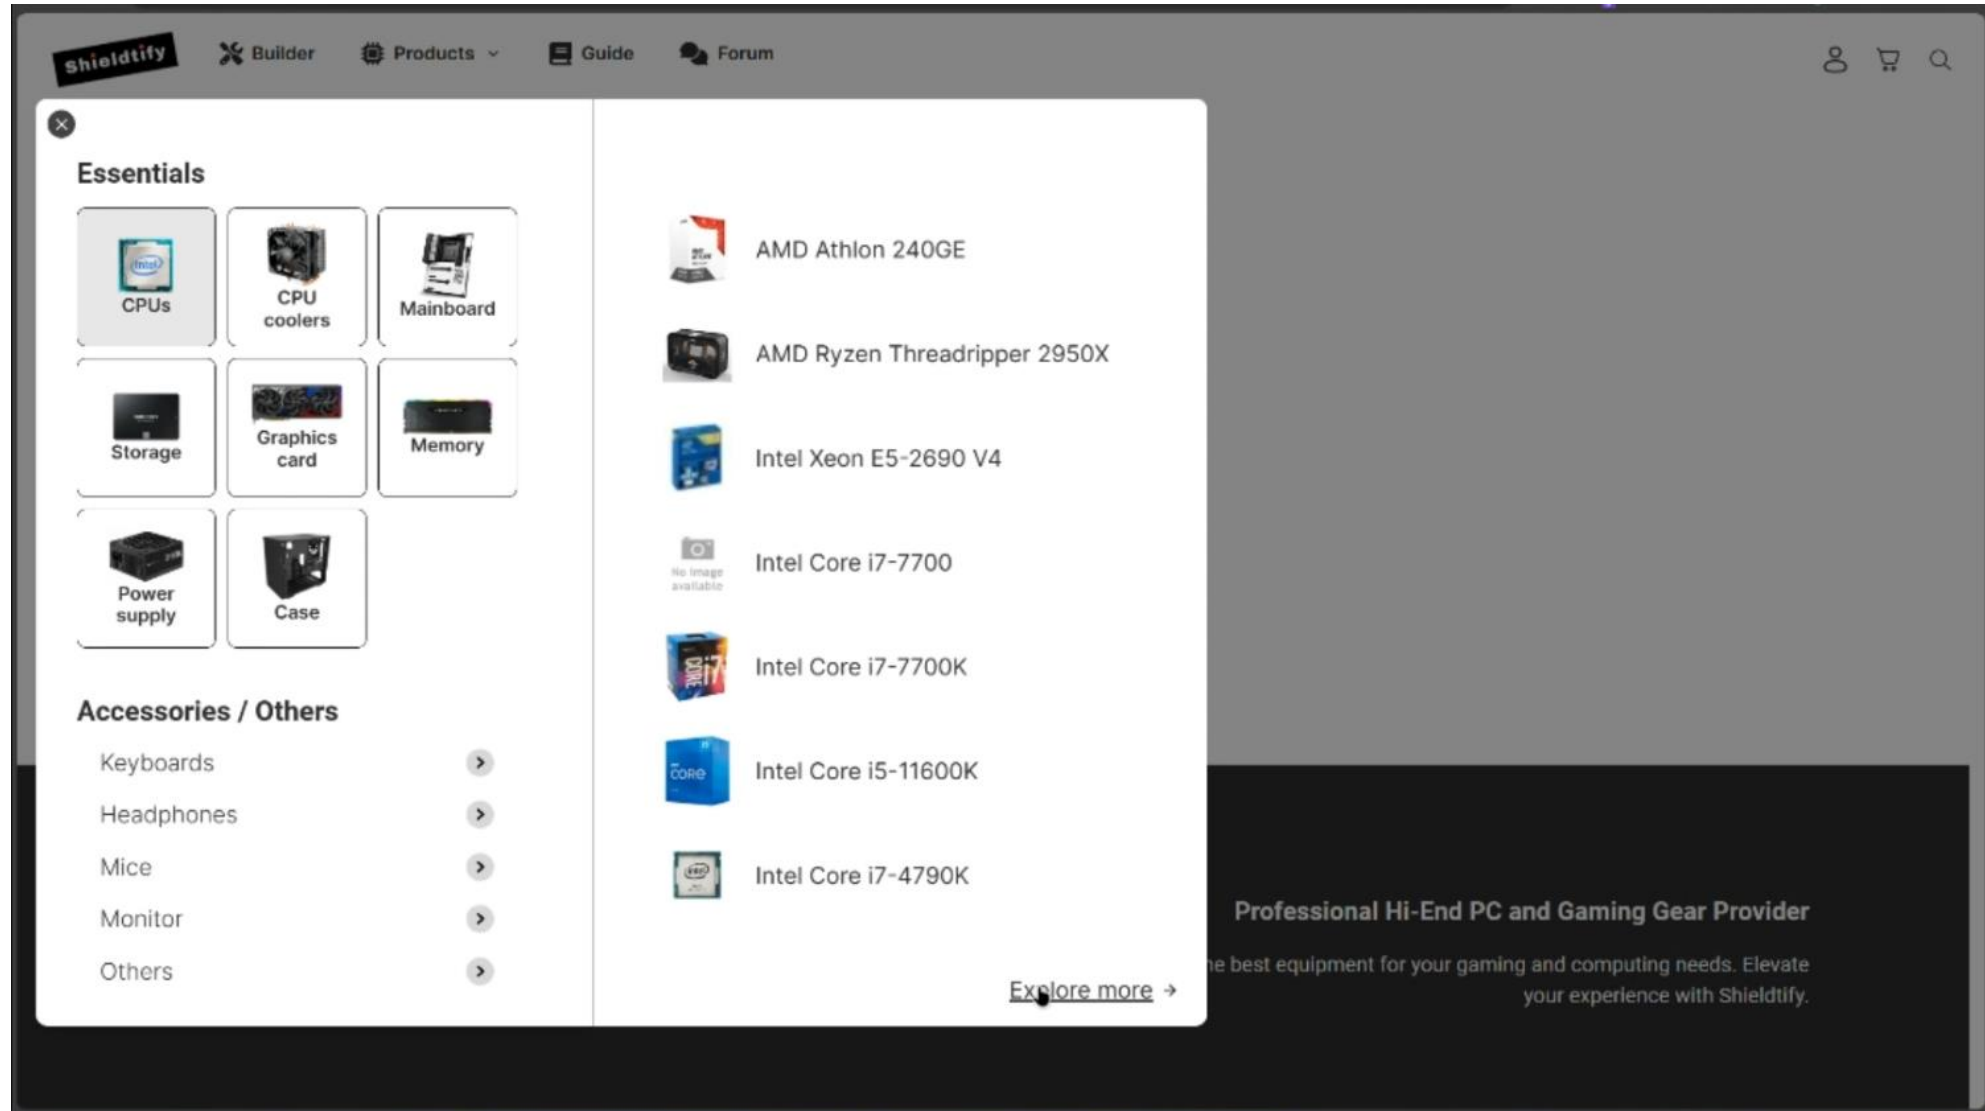 Shieldtify
Builder
Products
Guide
Forum
Essentials
CPUs
CPU
coolers
Mainboard
Storage
Graphics
card
Memory
Power
supply
Case
Accessories / Others
Keyboards
Headphones
Mice
Monitor
Others
AMD Athlon 240GE
AMD Ryzen Threadripper 2950X
Intel Xeon E5-2690 V4
No image
available
Intel Core i7-7700
Intel Core i7-7700K
Intel Core i5-11600K
Intel Core i7-4790K
Explore more
Professional Hi-End PC and Gaming Gear Provider
best equipment for your gaming and computing needs. Elevate
your experience with Shieldtify.